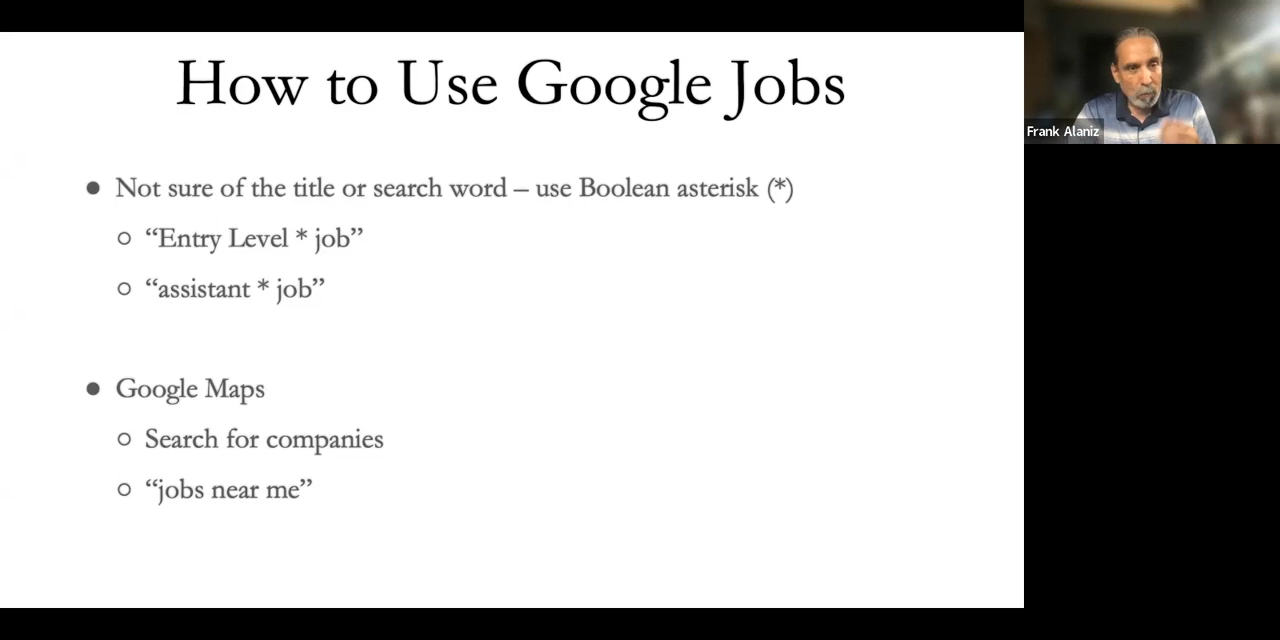 How to Use Google Jobs
Frank Alaniz
● Not sure of the title or search word – use Boolean asterisk (*)
○ “Entry Level * job”
○ “assistant * job”
● Google Maps
○ Search for companies
○ “jobs near me”